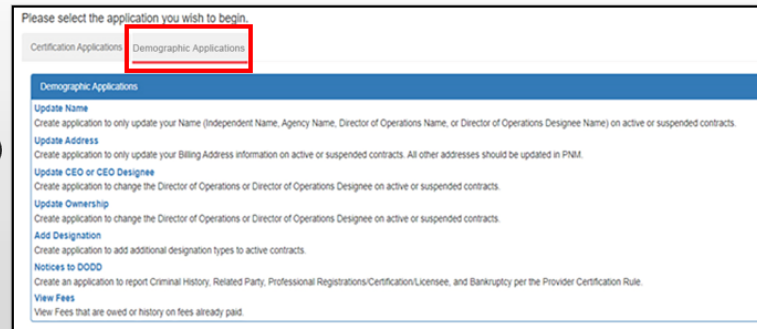 Please select the application you wish to begin.
Certification Applications Demographic Applications
Demographic Applications
Update Name
Create application to only update your Name (Independent Name, Agency Name, Director of Operations Name, or Director of Operations Designee Name) on active or suspended contracts.
Update Address
Create application to only update your Billing Address information on active or suspended contracts. All other addresses should be updated in PNM.
Update CEO or CEO Designee
Create application to change the Director of Operations or Director of Operations Designee on active or suspended contracts.
Update Ownership
Create application to change the Director of Operations or Director of Operations Designee on active or suspended contracts.
Add Designation
Create application to add additional designation types to active contracts.
Notices to DODD
Create an application to report Criminal History, Related Party, Professional Registrations/Certification/Licensee, and Bankruptcy per the Provider Certification Rule.
View Fees
View Fees that are owed or history on fees already paid.